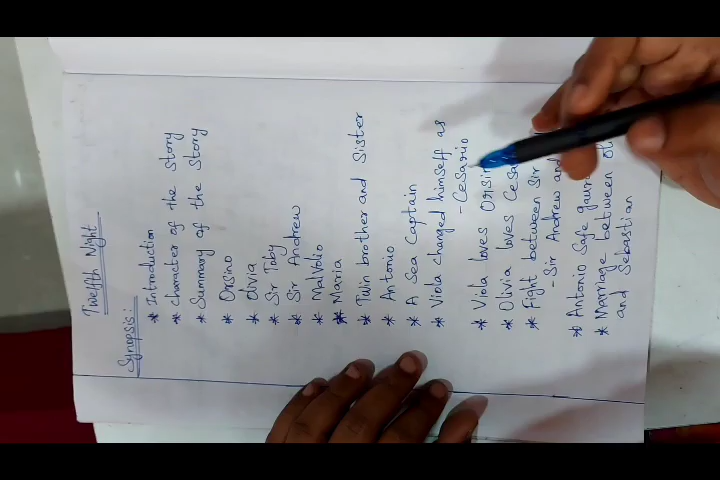 Twelfth Night
Synopsis:
* Introduction
* character of the story
* Summary of the Story
* Orsino
* Olivia
* Sir Toby
* Sir Andrew
* Malvolio
* Maria
* Twin brother and Sister
* Antonio
* A Sea Captain
* Viola changed himself as
- Cesario
* Viola loves
* Olivia loves
* Fight between Sir
- Sir Andrew and
* Antonio Safe
* Marriage between
and Sebastian